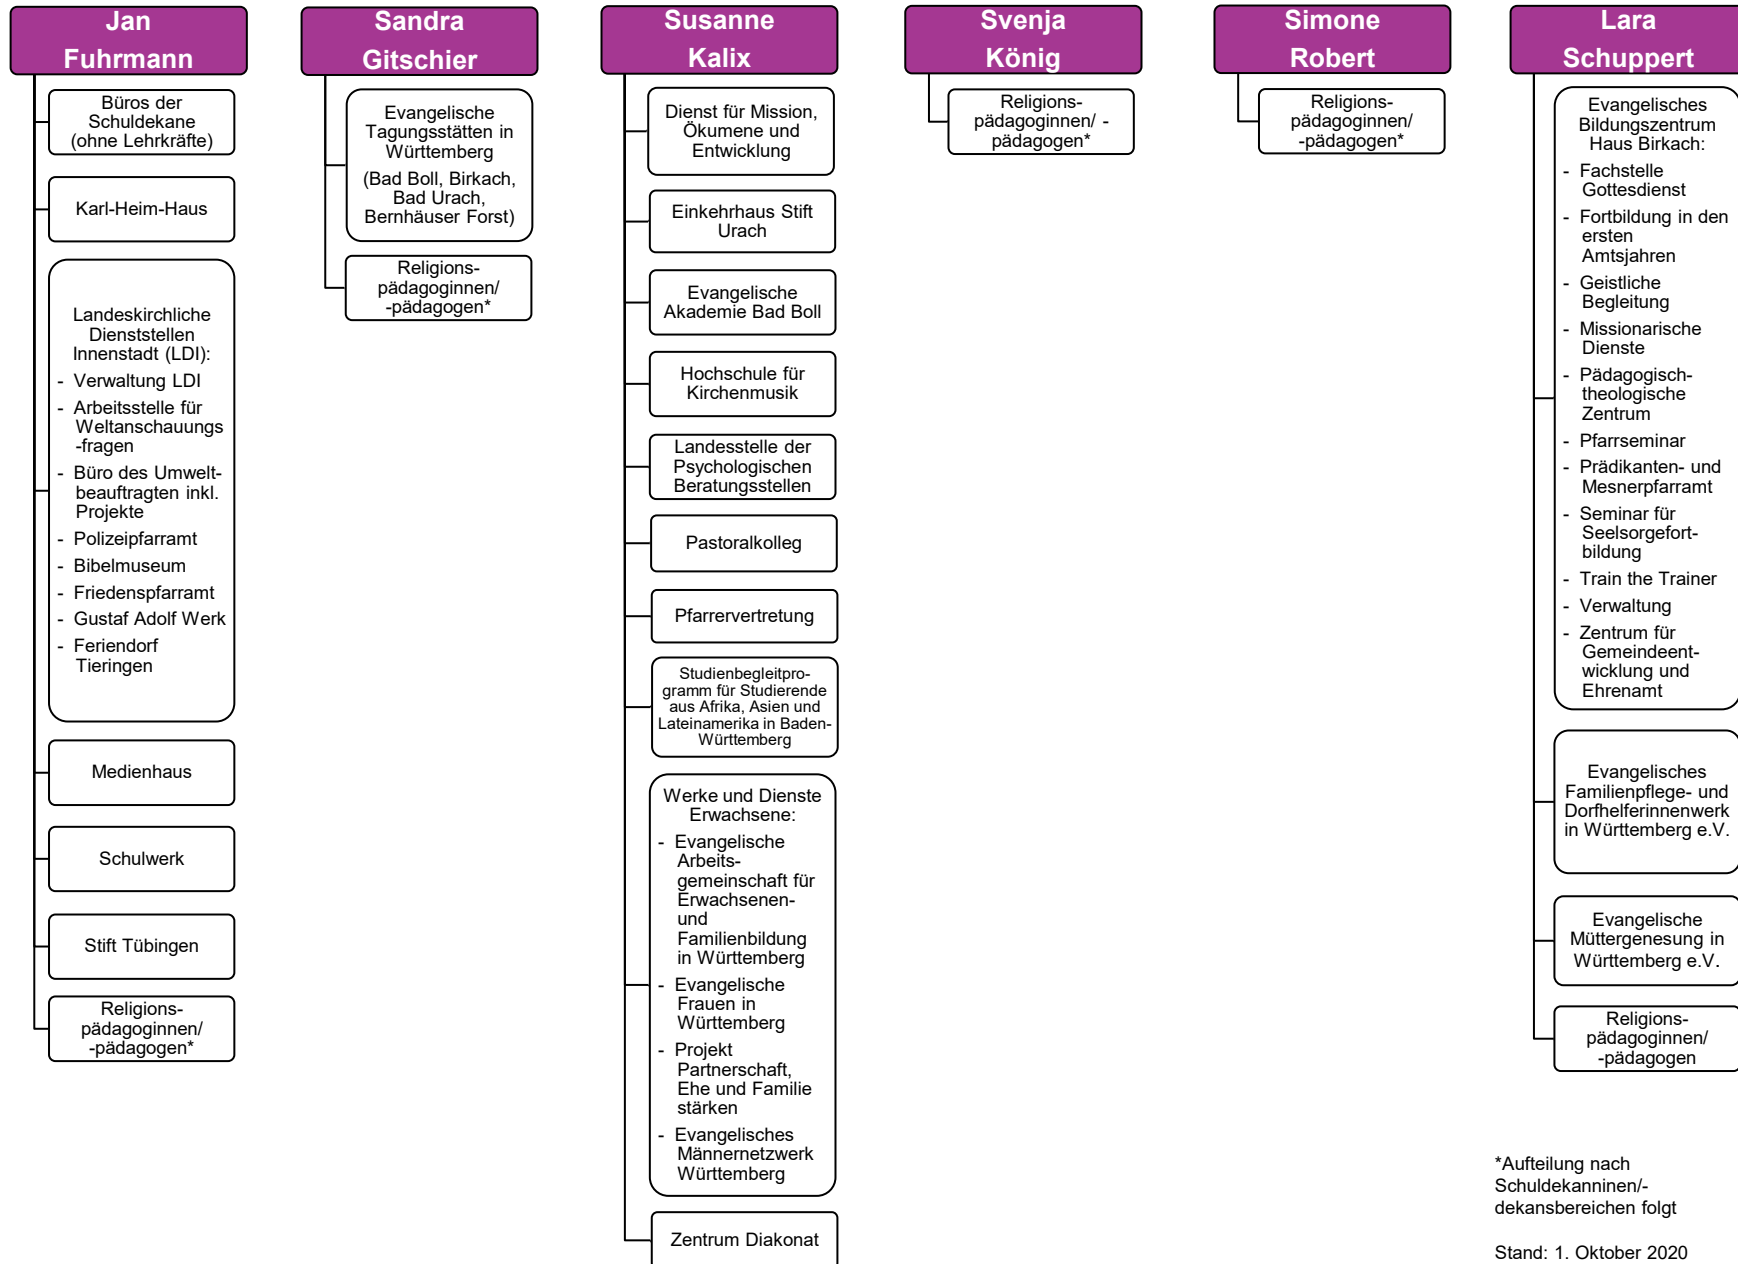 Jan
Fuhrmann
Büros der
Schuldekane
(ohne Lehrkräfte)
Karl-Heim-Haus
Landeskirchliche
Dienststellen
Innenstadt (LDI):
- Verwaltung LDI
- Arbeitsstelle für
Weltanschauungs
-fragen
- Büro des Umwelt-
beauftragten inkl.
Projekte
- Polizeipfarramt
- Bibelmuseum
- Friedenspfarramt
- Gustaf Adolf Werk
- Feriendorf
Tieringen
Medienhaus
Schulwerk
Stift Tübingen
Religions-
pädagoginnen/
-pädagogen*
Sandra
Gitschier
Evangelische
Tagungsstätten in
Württemberg
(Bad Boll, Birkach,
Bad Urach,
Bernhäuser Forst)
Religions-
pädagoginnen/
-pädagogen*
Susanne
Kalix
Dienst für Mission,
Ökumene und
Entwicklung
Einkehrhaus Stift
Urach
Evangelische
Akademie Bad Boll
Hochschule für
Kirchenmusik
Landesstelle der
Psychologischen
Beratungsstellen
Pastoralkolleg
Pfarrervertretung
Studienbegleitpro-
gramm für Studierende
aus Afrika, Asien und
Lateinamerika in Baden-
Württemberg
Werke und Dienste
Erwachsene:
- Evangelische
Arbeits-
gemeinschaft für
Erwachsenen-
und
Familienbildung
in Württemberg
- Evangelische
Frauen in
Württemberg
- Projekt
Partnerschaft,
Ehe und Familie
stärken
- Evangelisches
Männernetzwerk
Württemberg
Zentrum Diakonat
Svenja
König
Religions-
pädagoginnen/ -
pädagogen*
Simone
Robert
Religions-
pädagoginnen/
-pädagogen*
Lara
Schuppert
Evangelisches
Bildungszentrum
Haus Birkach:
- Fachstelle
Gottesdienst
- Fortbildung in den
ersten
Amtsjahren
- Geistliche
Begleitung
- Missionarische
Dienste
- Pädagogisch-
theologische
Zentrum
- Pfarrseminar
- Prädikanten- und
Mesnerpfarramt
- Seminar für
Seelsorgefort-
bildung
- Train the Trainer
- Verwaltung
- Zentrum für
Gemeindeent-
wicklung und
Ehrenamt
Evangelisches
Familienpflege- und
Dorfhelferinnenwerk
in Württemberg e.V.
Evangelische
Müttergenesung in
Württemberg e.V.
Religions-
pädagoginnen/
-pädagogen
*Aufteilung nach
Schuldekanninen/-
dekansbereichen folgt
Stand: 1. Oktober 2020